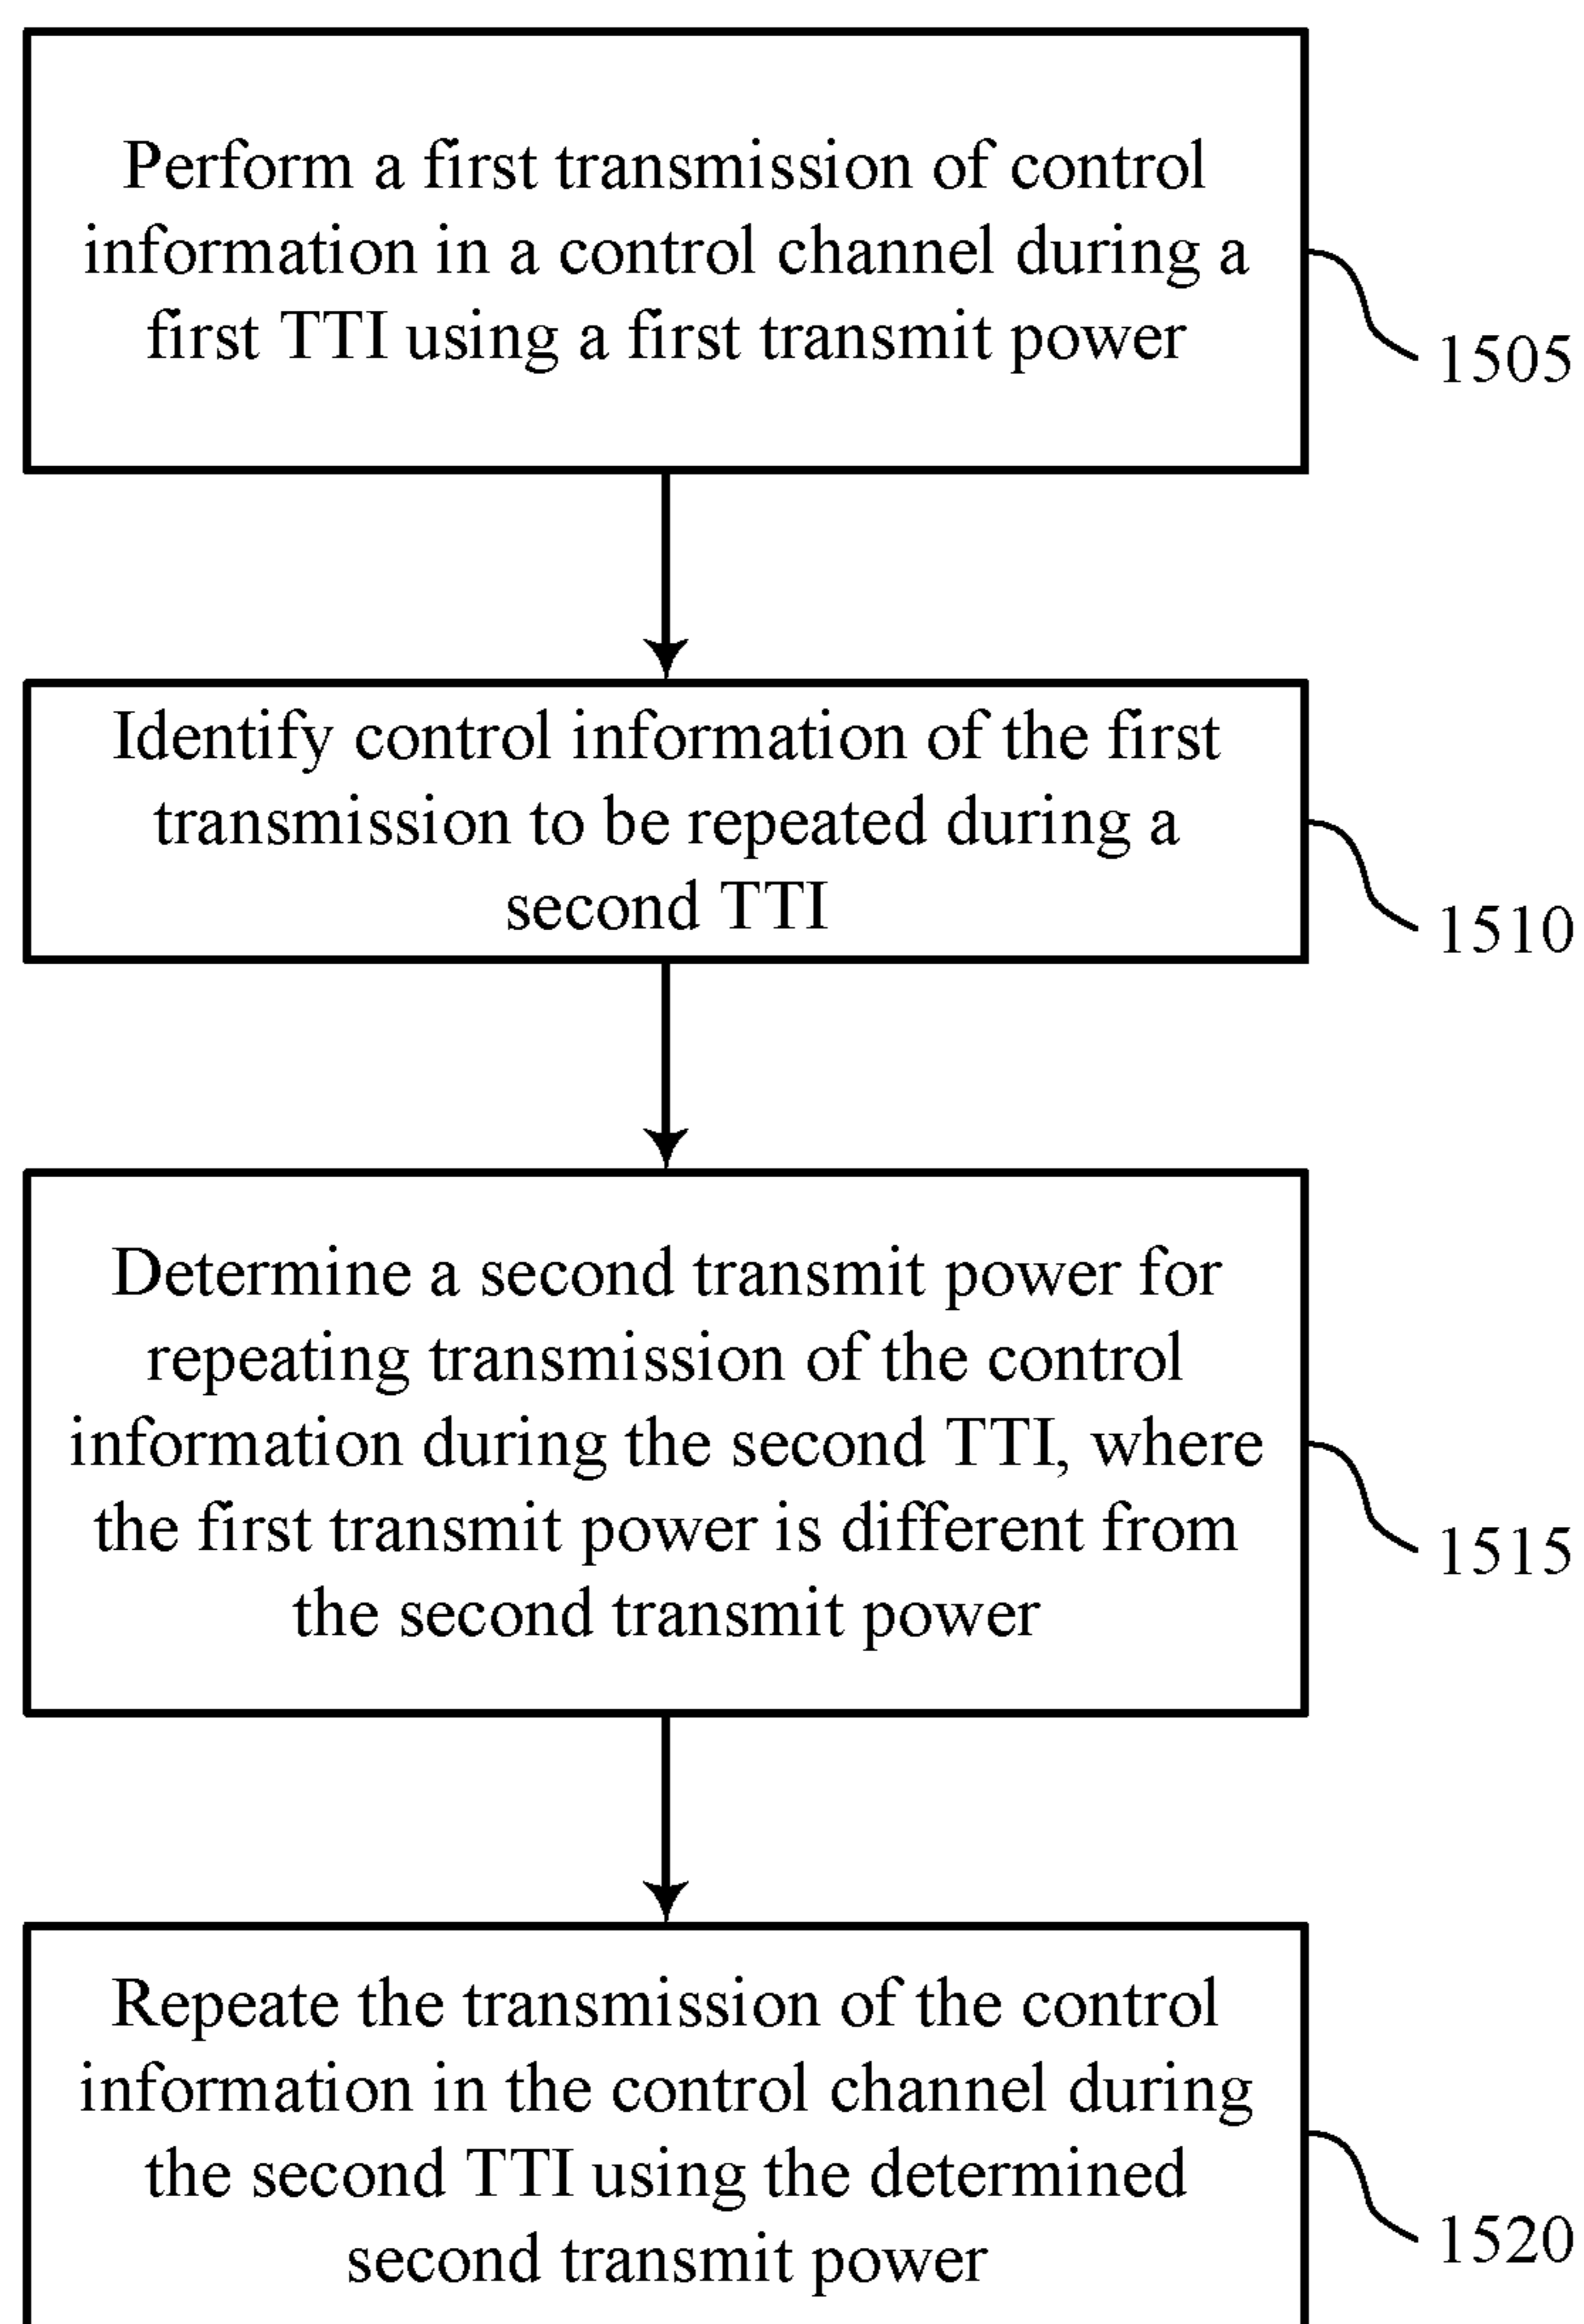 Perform a first transmission of control
information in a control channel during a
first TTI using a first transmit power
1505
Identify control information of the first
transmission to be repeated during a
second TTI
1510
Determine a second transmit power for
repeating transmission of the control
information during the second TTI, where
the first transmit power is different from
the second transmit power
1515
Repeate the transmission of the control
information in the control channel during
the second TTI using the determined
second transmit power
1520